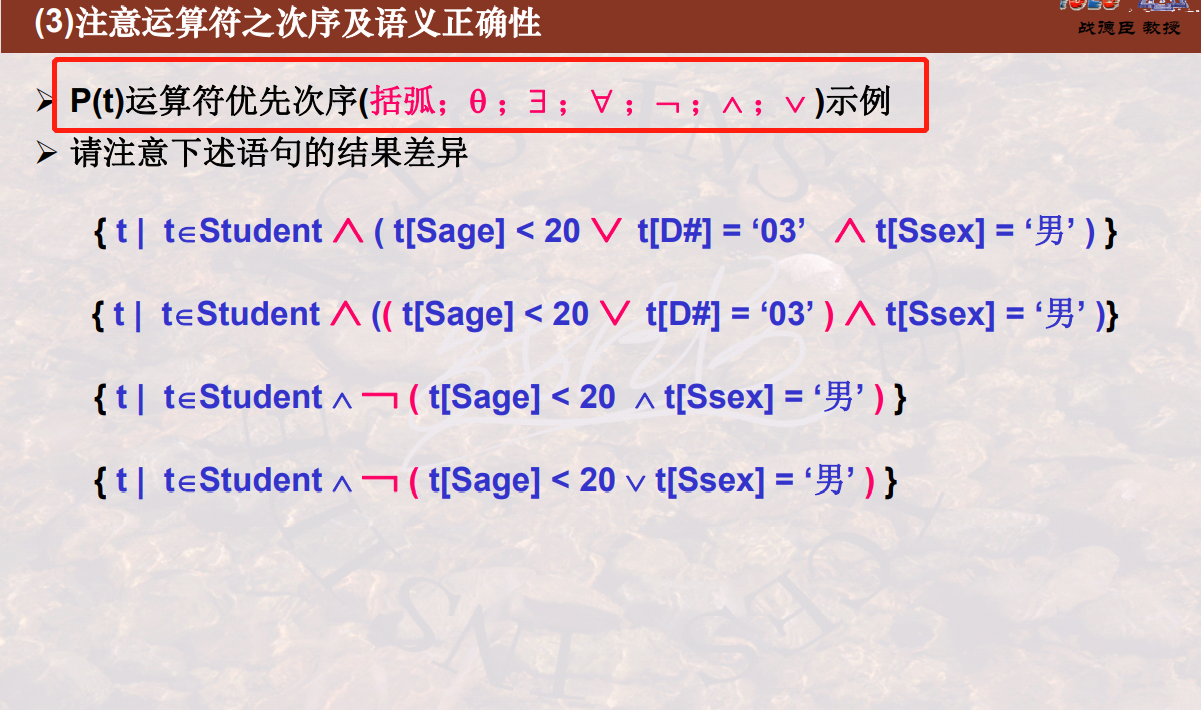 (3)注意运算符之次序及语义正确性
战德臣 教授
➢ P(t)运算符优先次序(括弧；θ；∃；∀；￢；∧；∨)示例
➢ 请注意下述语句的结果差异
{ t | t∈Student ∧ ( t[Sage] < 20 ∨ t[D#] = ‘03’ ∧ t[Ssex] = ‘男’ ) }
{ t | t∈Student ∧ (( t[Sage] < 20 ∨ t[D#] = ‘03’ ) ∧ t[Ssex] = ‘男’ )}
{ t | t∈Student ∧ ￢ ( t[Sage] < 20 ∧ t[Ssex] = ‘男’ ) }
{ t | t∈Student ∧ ￢ ( t[Sage] < 20 ∨ t[Ssex] = ‘男’ ) }